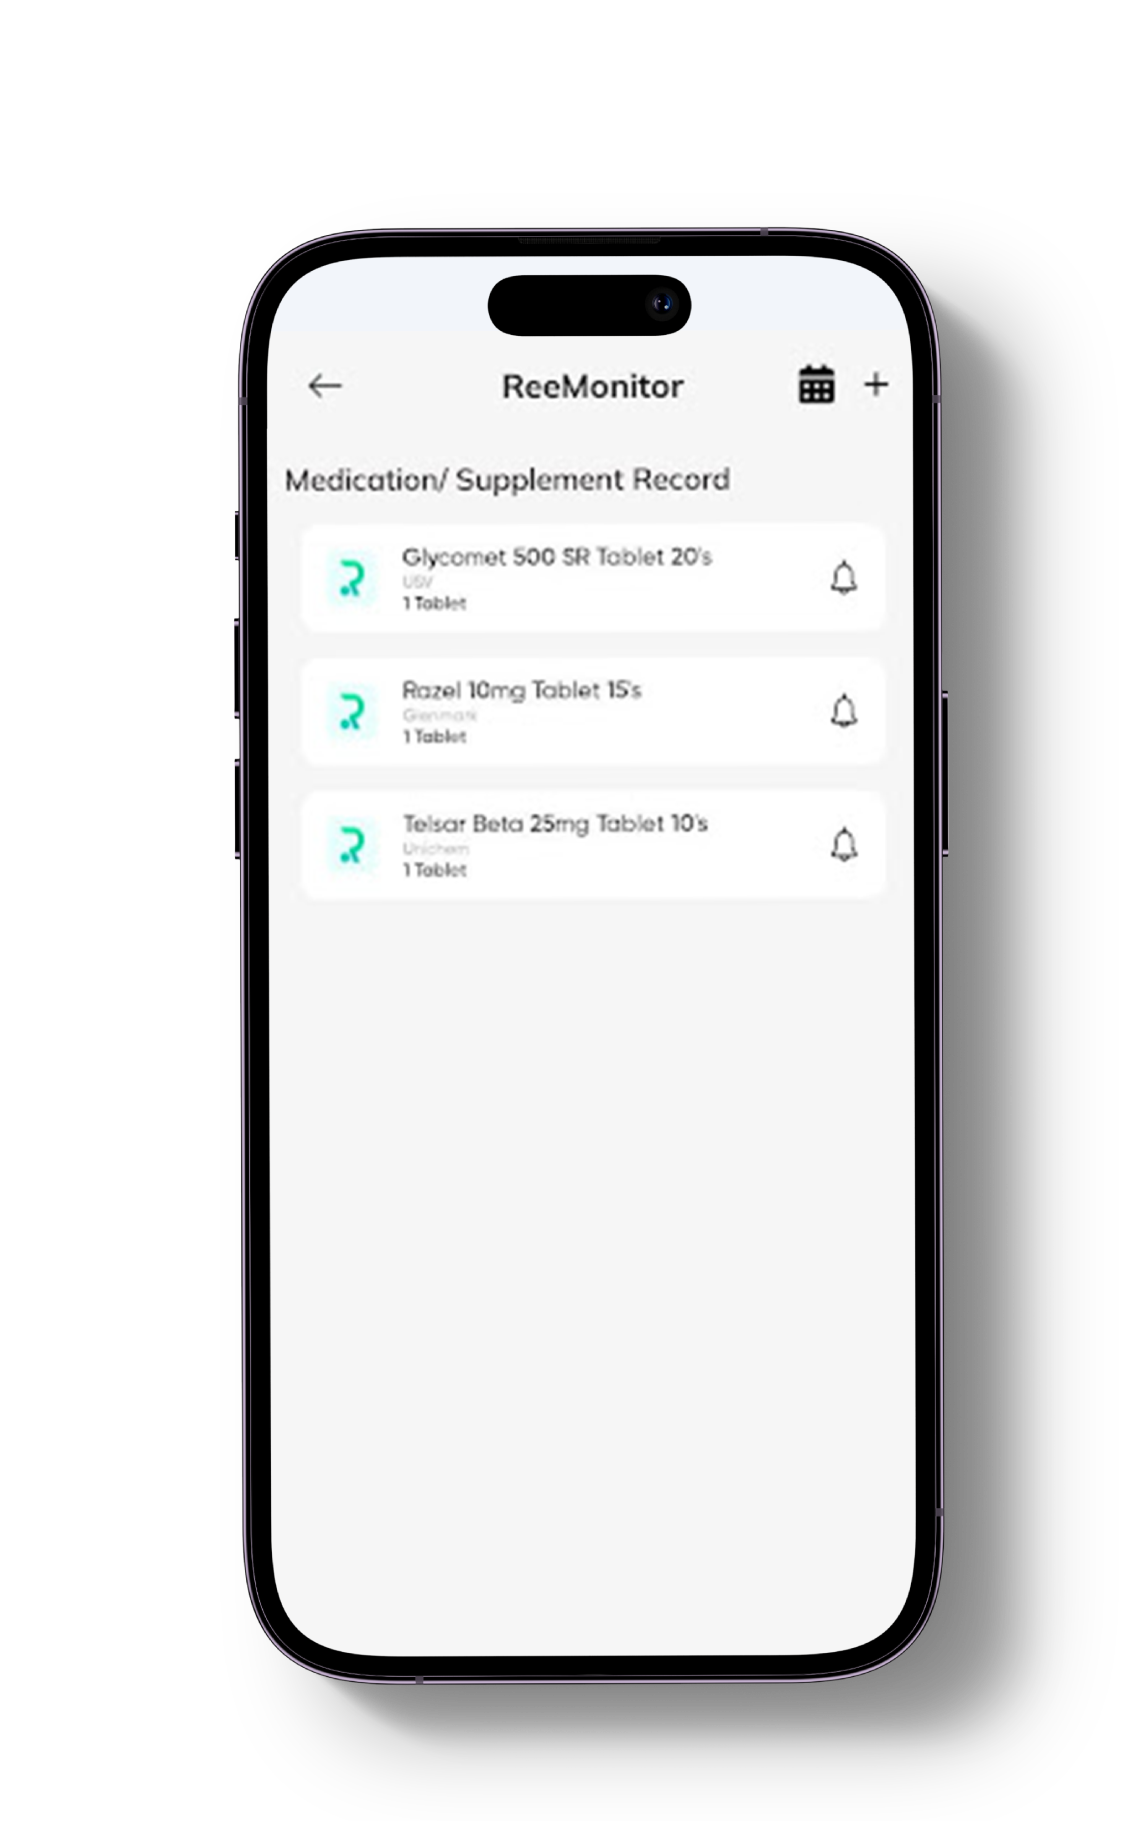 ReeMonitor
Medication/ Supplement Record
Glycomet 500 SR Tablet 20's
USV
1 Tablet
Razel 10mg Tablet 15's
Glenmark
1 Tablet
Telsar Beta 25mg Tablet 10's
Unichem
1 Tablet